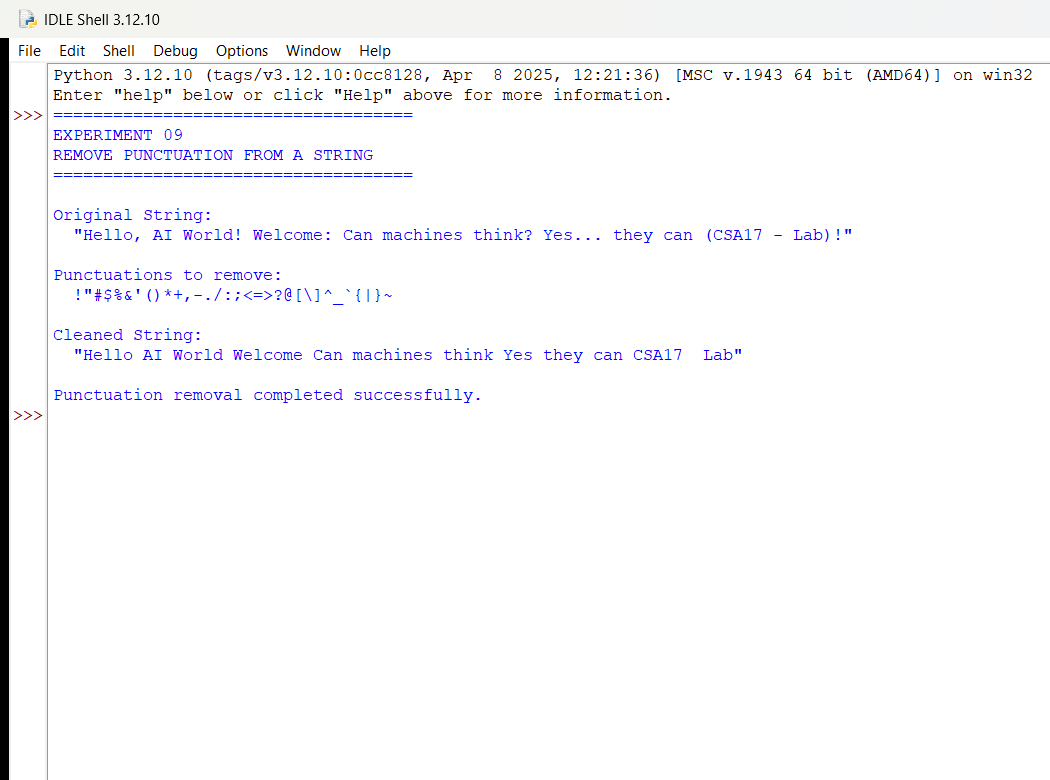 IDLE Shell 3.12.10
File Edit Shell Debug Options Window Help
Python 3.12.10 (tags/v3.12.10:0cc8128, Apr  8 2025, 12:21:36) [MSC v.1943 64 bit (AMD64)] on win32
Enter "help" below or click "Help" above for more information.
>>> ====================================
EXPERIMENT 09
REMOVE PUNCTUATION FROM A STRING
====================================
Original String:
  "Hello, AI World! Welcome: Can machines think? Yes... they can (CSA17 - Lab)!"
Punctuations to remove:
  !"#$%&'()*+,-./:;<=>?@[\]^_`{|}~
Cleaned String:
  "Hello AI World Welcome Can machines think Yes they can CSA17  Lab"
Punctuation removal completed successfully.
>>>